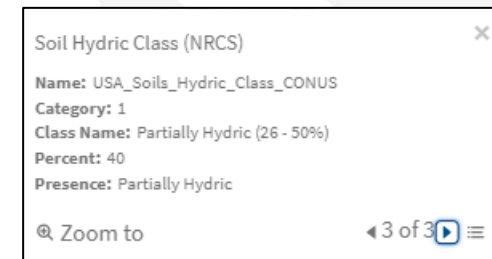 Soil Hydric Class (NRCS)
Name: USA_Soils_Hydric_Class_CONUS
Category: 1
Class Name: Partially Hydric (26 - 50%)
Percent: 40
Presence: Partially Hydric
Zoom to
3 of 3